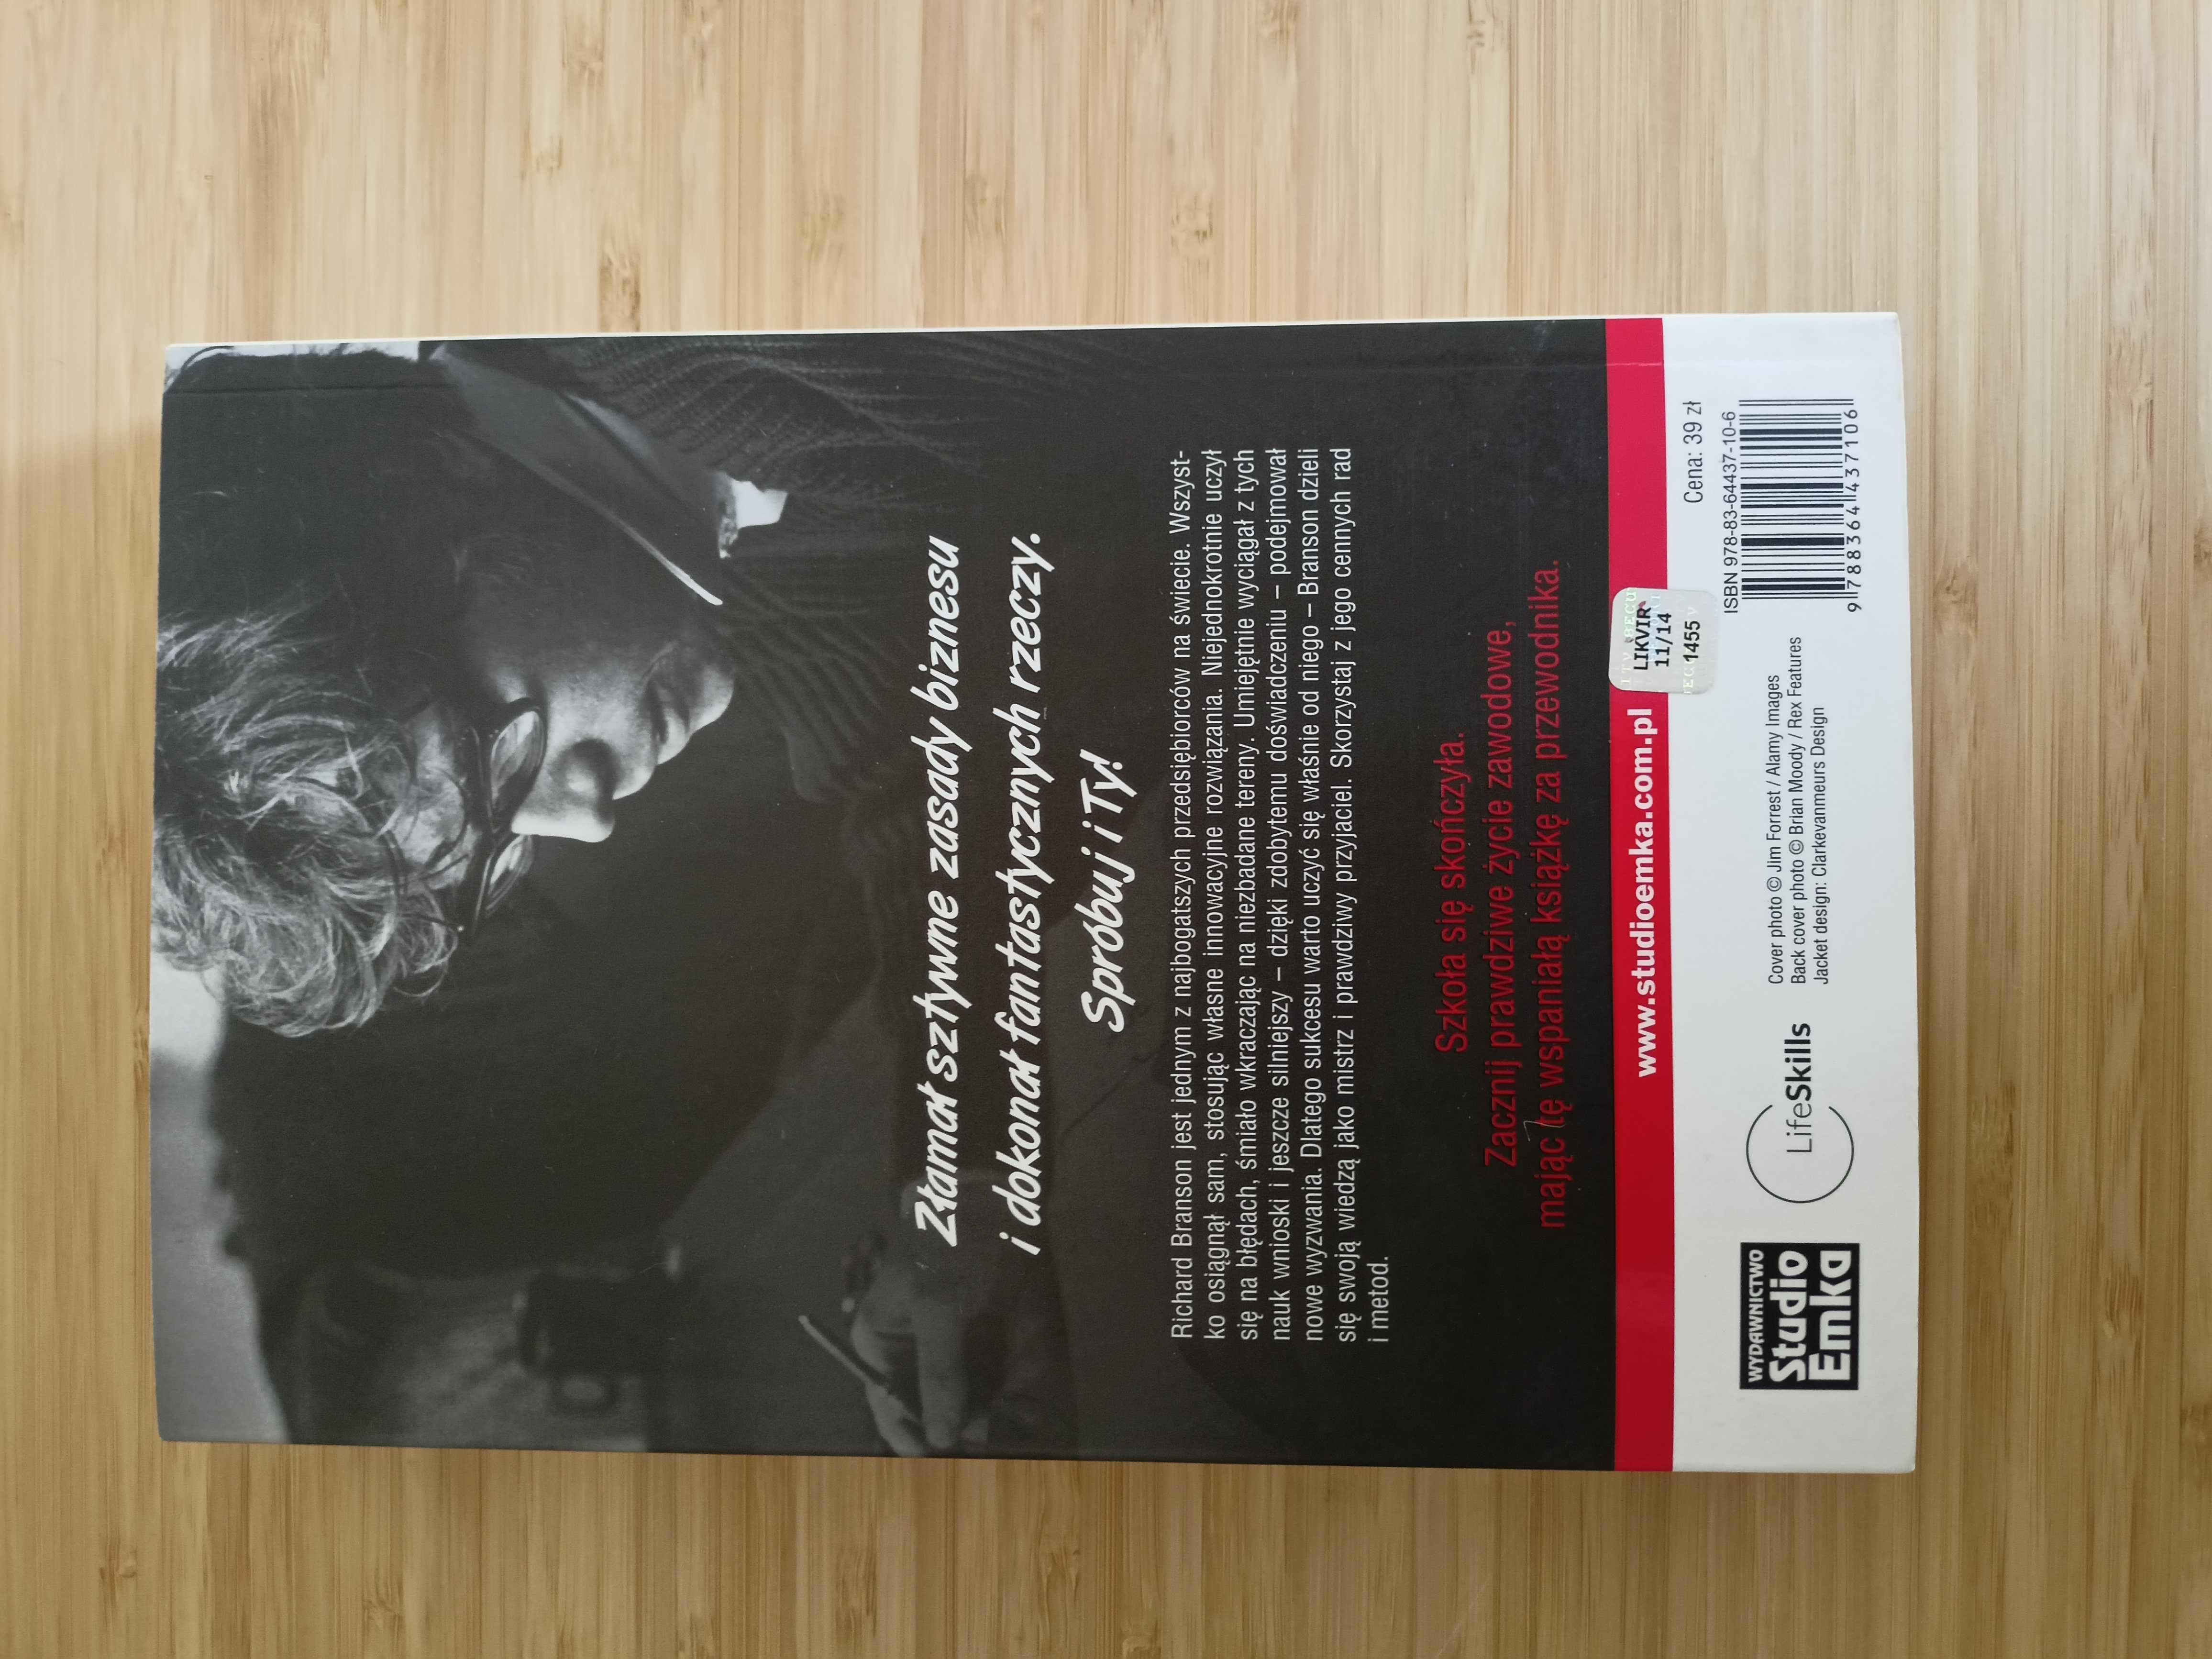 Złamał sztywne zasady biznesu
i dokonał fantastycznych rzeczy.
Spróbuj i Ty!
Richard Branson jest jednym z najbogatszych przedsiębiorców na świecie. Wszyst-
ko osiągnął sam, stosując własne innowacyjne rozwiązania. Niejednokrotnie uczył
się na błędach, śmiało wkraczając na niezbadane tereny. Umiejętnie wyciągał z tych
nauk wnioski i jeszcze silniejszy – dzięki zdobytemu doświadczeniu – podejmował
nowe wyzwania. Dlatego sukcesu warto uczyć się właśnie od niego – Branson dzieli
się swoją wiedzą jako mistrz i prawdziwy przyjaciel. Skorzystaj z jego cennych rad
i metod.
Szkoła się skończyła.
Zacznij prawdziwe życie zawodowe,
mając tę wspaniałą książkę za przewodnika.
www.studioemka.com.pl
LIKVIR
11/14
1455
WYDAWNICTWO
Studio
Emka
LifeSkills
Cover photo © Jim Forrest / Alamy Images
Back cover photo © Brian Moody / Rex Features
Jacket design: Clarkevanmeurs Design
Cena: 39 zł
ISBN 978-83-64437-10-6
9 788364 437106